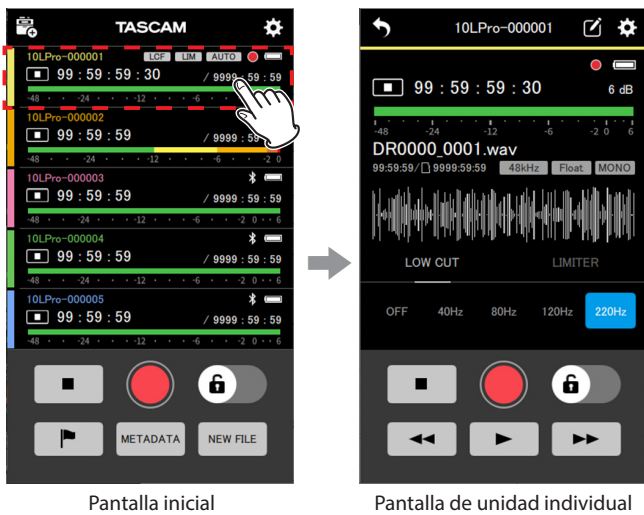 TASCAM
10LPro-000001 LCF LIM AUTO
99 : 59 : 59 : 30 / 9999 : 59 : 59
-48 -24 -12 -6
10LPro-000002
99 : 59 : 59 / 9999 : 59
-48 -24 -12 -6 -2 0
10LPro-000003
99 : 59 : 59 / 9999 : 59 : 59
-48 -24 -12 -6 -2 0 6
10LPro-000004
99 : 59 : 59 / 9999 : 59 : 59
-48 -24 -12 -6 -2 0 6
10LPro-000005
99 : 59 : 59 / 9999 : 59 : 59
-48 -24 -12 -6 -2 0 6
METADATA NEW FILE
Pantalla inicial
10LPro-000001
99 : 59 : 59 : 30 6 dB
-48 -24 -12 -6 -2 0 6
DR0000_0001.wav
99:59:59/ 9999:59:59 48kHz Float MONO
LOW CUT LIMITER
OFF 40Hz 80Hz 120Hz 220Hz
Pantalla de unidad individual